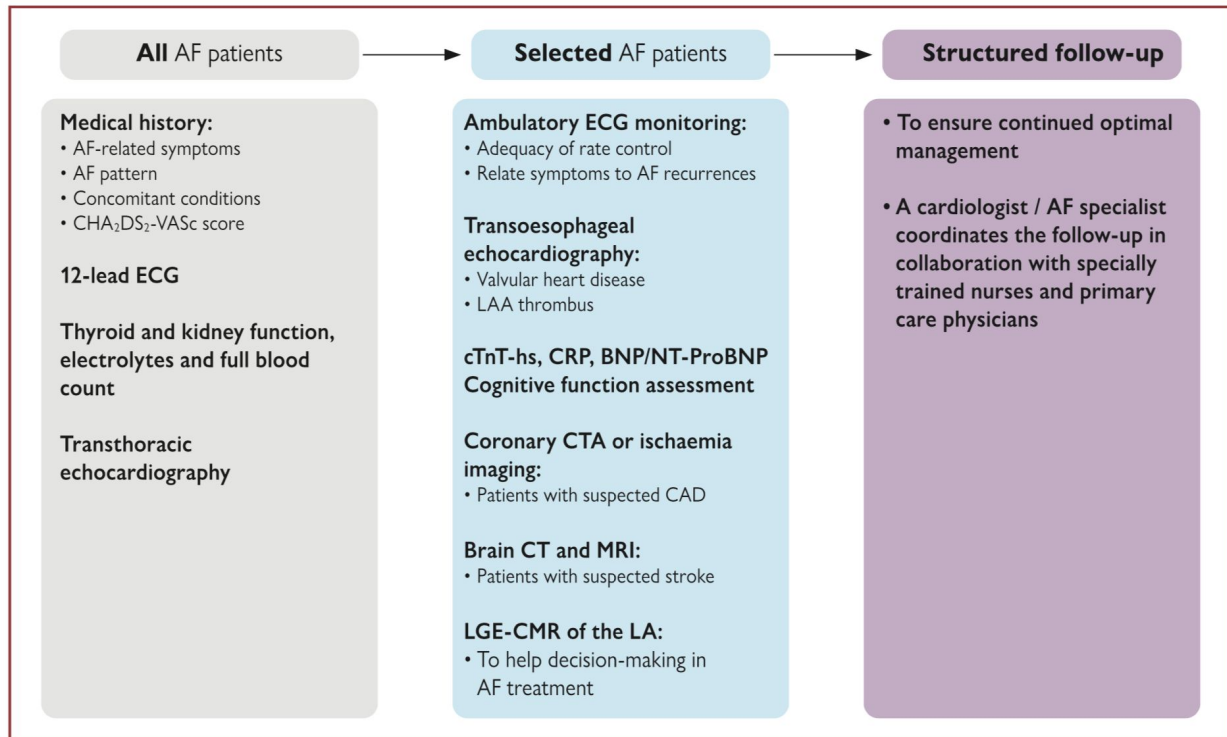 All AF patients
Selected AF patients
Structured follow-up
Medical history:
• AF-related symptoms
• AF pattern
• Concomitant conditions
• CHA₂DS₂-VASc score
12-lead ECG
Thyroid and kidney function,
electrolytes and full blood
count
Transthoracic
echocardiography
Ambulatory ECG monitoring:
• Adequacy of rate control
• Relate symptoms to AF recurrences
Transoesophageal
echocardiography:
• Valvular heart disease
• LAA thrombus
cTnT-hs, CRP, BNP/NT-ProBNP
Cognitive function assessment
Coronary CTA or ischaemia
imaging:
• Patients with suspected CAD
Brain CT and MRI:
• Patients with suspected stroke
LGE-CMR of the LA:
• To help decision-making in
AF treatment
• To ensure continued optimal
management
• A cardiologist / AF specialist
coordinates the follow-up in
collaboration with specially
trained nurses and primary
care physicians